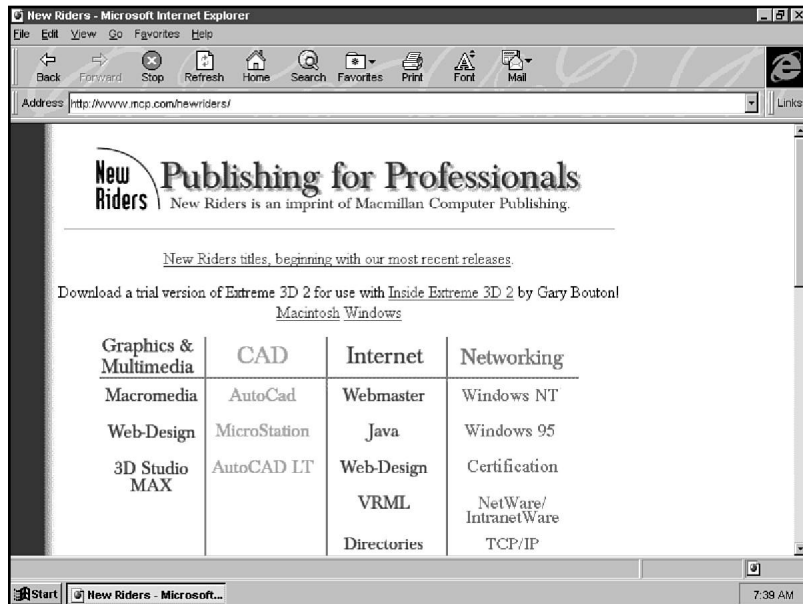 New Riders - Microsoft Internet Explorer
File Edit View Go Favorites Help
Back Forward Stop Refresh Home Search Favorites Print Font Mail
Address http://www.mcp.com/newriders/ Links
New Riders
Publishing for Professionals
New Riders is an imprint of Macmillan Computer Publishing.
New Riders titles, beginning with our most recent releases.
Download a trial version of Extreme 3D 2 for use with Inside Extreme 3D 2 by Gary Bouton!
Macintosh Windows
Graphics & Multimedia CAD Internet Networking
Macromedia AutoCad Webmaster Windows NT
Web-Design MicroStation Java Windows 95
3D Studio MAX AutoCAD LT Web-Design Certification
VRML NetWare/ IntranetWare
Directories TCP/IP
Start New Riders - Microsoft... 7:39 AM